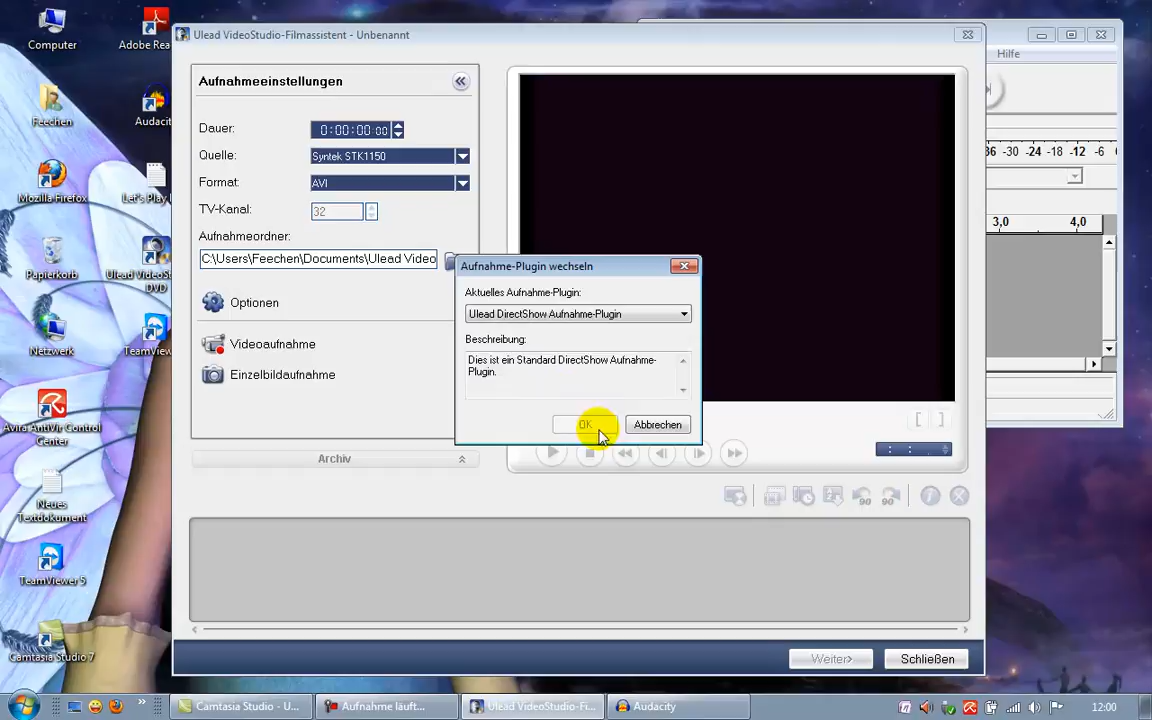 Computer
Adobe Rea
Feechen
Audacity
Mozilla Firefox
Let's Play
Papierkorb
Ulead VideoSt
DVD
Netzwerk
TeamView
Avira AntiVir Control
Center
Neues
Textdokument
TeamViewer 5
Camtasia Studio 7
Ulead VideoStudio-Filmassistent - Unbenannt
Hilfe
Aufnahmeeinstellungen
Dauer:
0:00:00:00
Quelle:
Syntek STK1150
Format:
AVI
TV-Kanal:
32
Aufnahmeordner:
C:\Users\Feechen\Documents\Ulead Video
Optionen
Videoaufnahme
Einzelbildaufnahme
Archiv
Aufnahme-Plugin wechseln
Aktuelles Aufnahme-Plugin:
Ulead DirectShow Aufnahme-Plugin
Beschreibung:
Dies ist ein Standard DirectShow Aufnahme-
Plugin.
OK
Abbrechen
36 -30 -24 -18 -12 -6
3,0 4,0
[ ]
: : .
90 90
Weiter>
Schließen
Camtasia Studio - U...
Aufnahme läuft...
Ulead VideoStudio-Fi...
Audacity
12:00